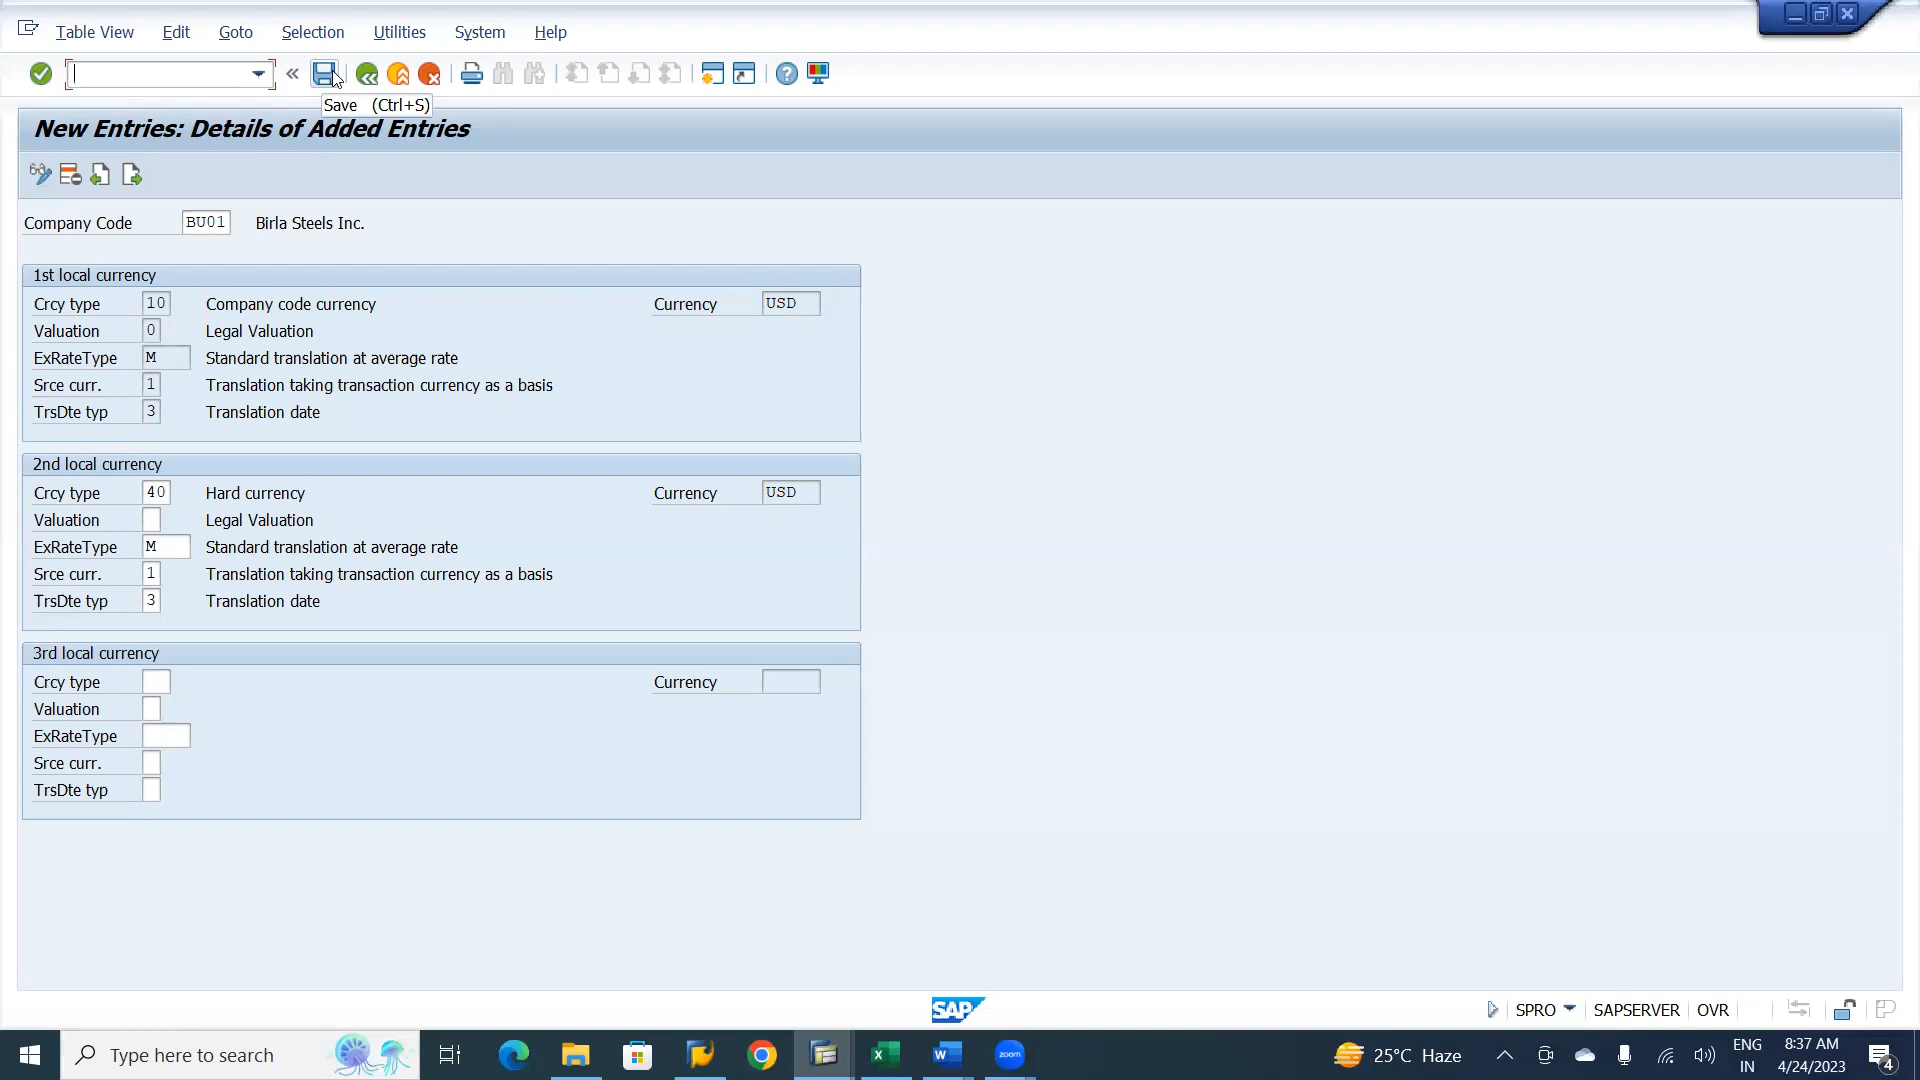 Table View Edit Goto Selection Utilities System Help
Save (Ctrl+S)
New Entries: Details of Added Entries
Company Code BU01 Birla Steels Inc.
1st local currency
Crcy type 10 Company code currency Currency USD
Valuation 0 Legal Valuation
ExRateType M Standard translation at average rate
Srce curr. 1 Translation taking transaction currency as a basis
TrsDte typ 3 Translation date
2nd local currency
Crcy type 40 Hard currency Currency USD
Valuation Legal Valuation
ExRateType M Standard translation at average rate
Srce curr. 1 Translation taking transaction currency as a basis
TrsDte typ 3 Translation date
3rd local currency
Crcy type Currency
Valuation
ExRateType
Srce curr.
TrsDte typ
SAP SPRO SAPSERVER OVR
Type here to search zoom 25°C Haze ENG 8:37 AM
IN 4/24/2023 4